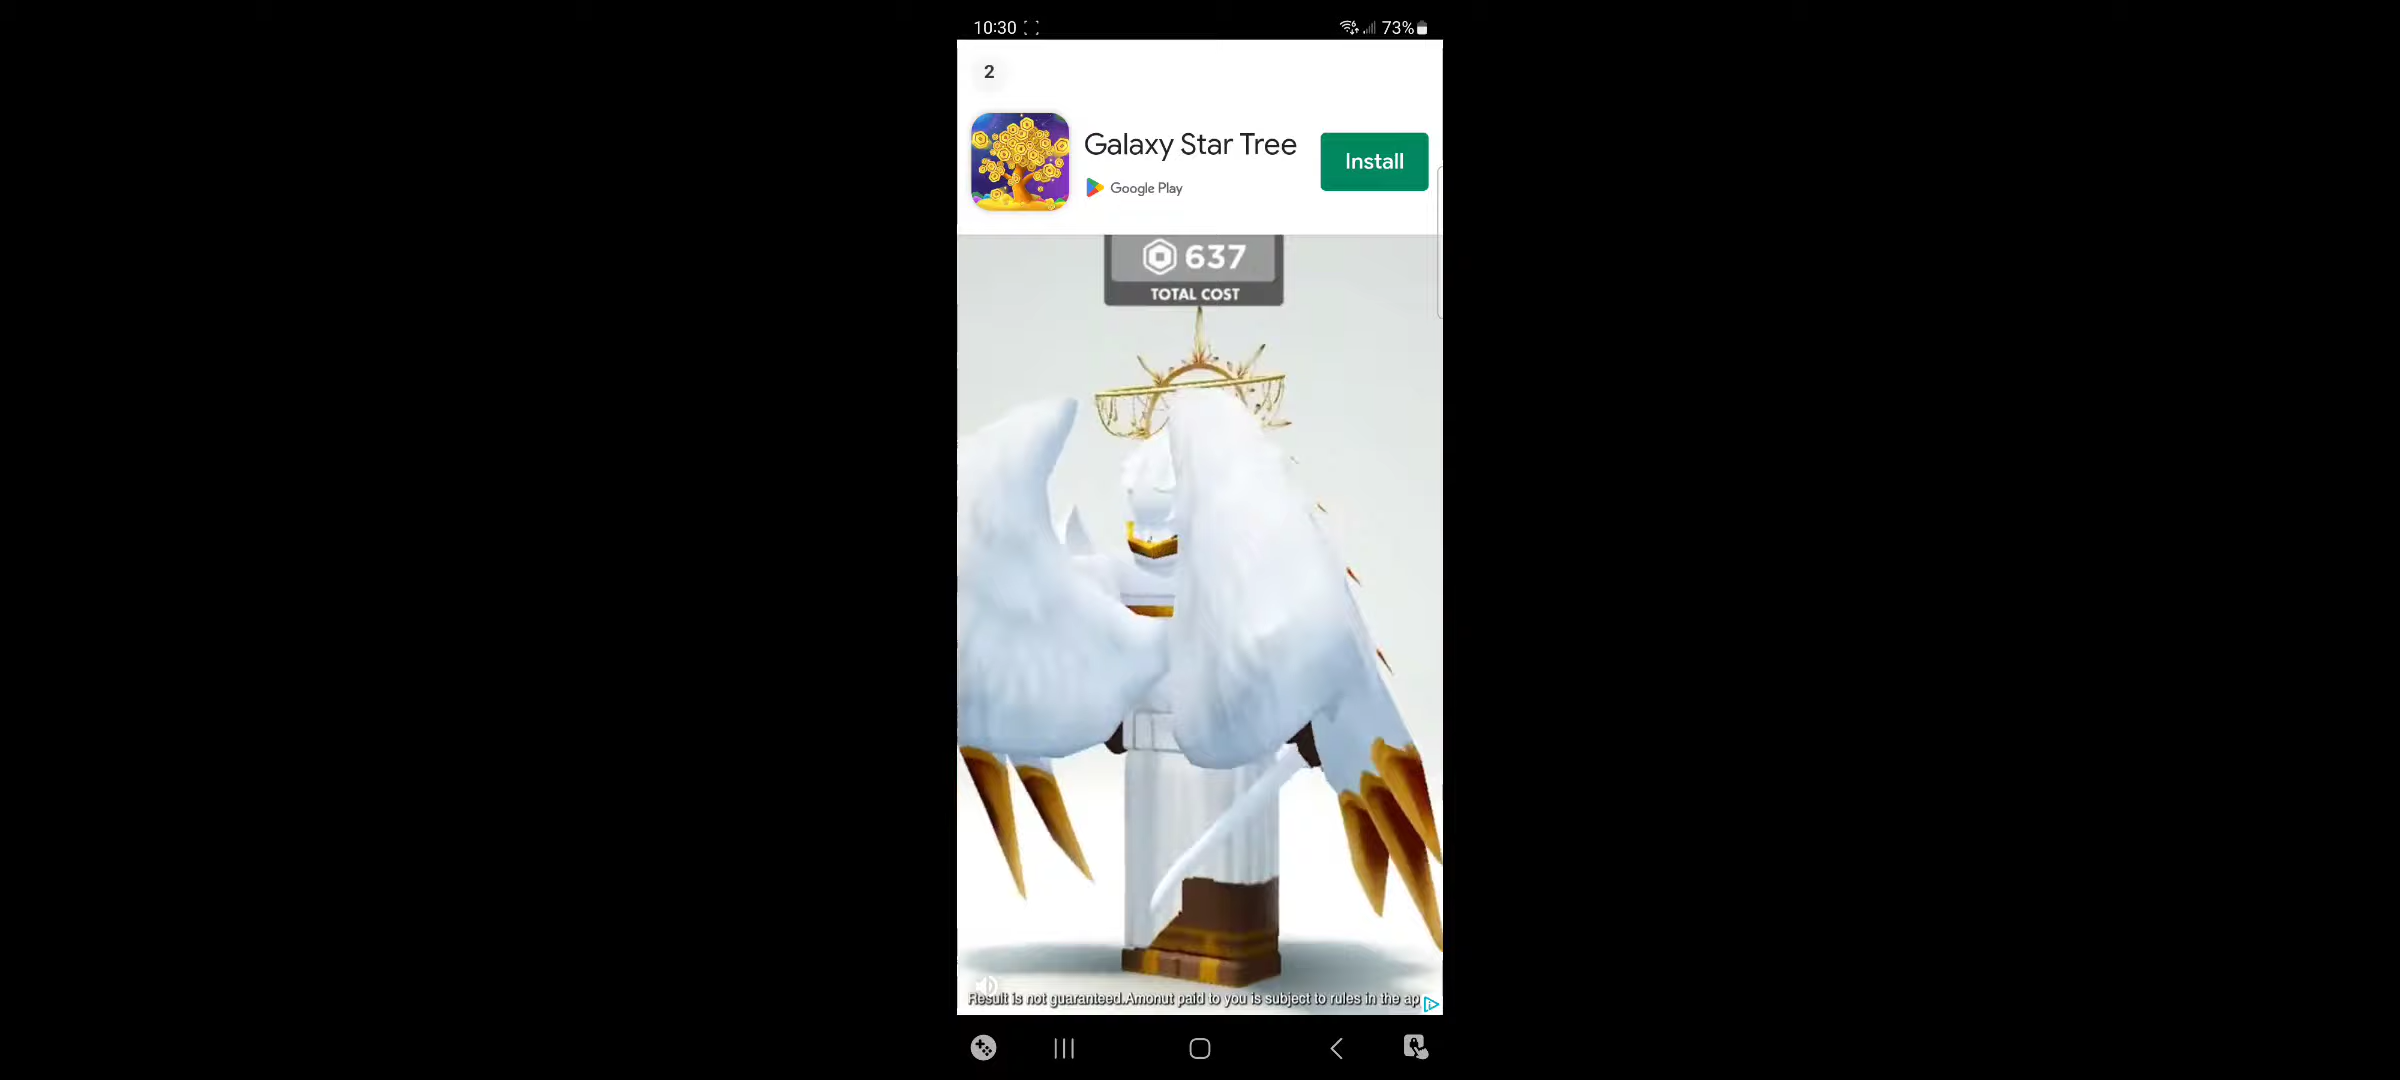 10:30
73%
2
Galaxy Star Tree
Google Play
Install
637
TOTAL COST
Result is not guaranteed.Amonut paid to you is subject to rules in the ap